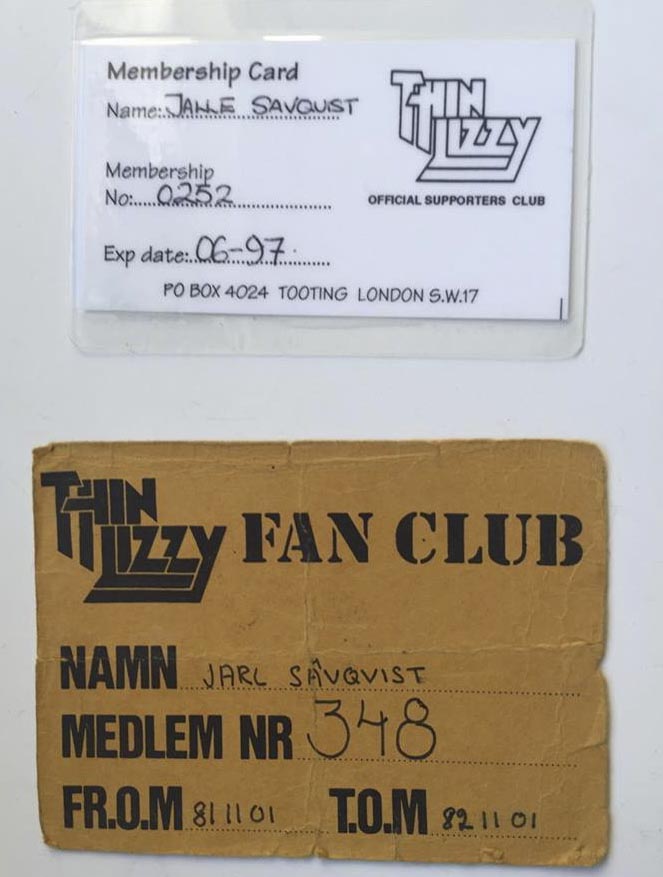 Membership Card
Name: JALLE SAVQUIST
THIN LIZZY
OFFICIAL SUPPORTERS CLUB
Membership
No: 0252
Exp date: 06-97
PO BOX 4024 TOOTING LONDON S.W.17
THIN LIZZY FAN CLUB
NAMN JARL SÄVQVIST
MEDLEM NR 348
FR.O.M 81 11 01 T.O.M 82 11 01